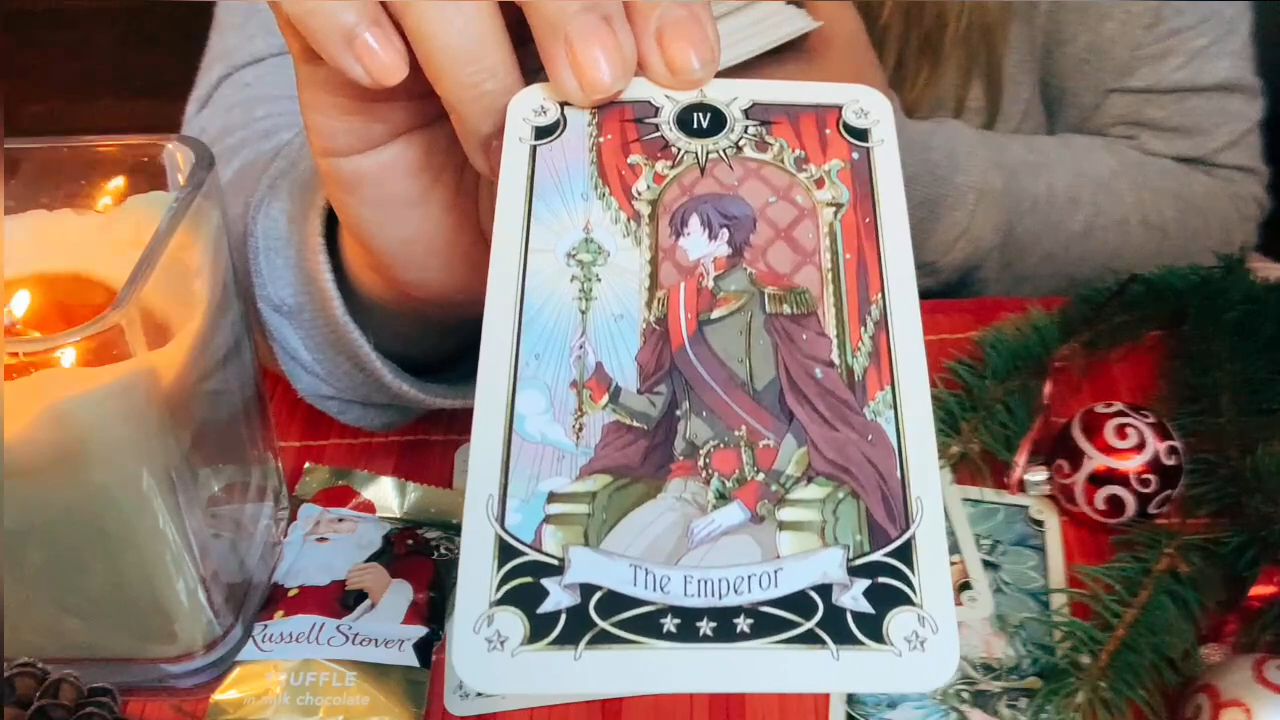 IV
The Emperor
Russell Stover
TRUFFLE
in milk chocolate